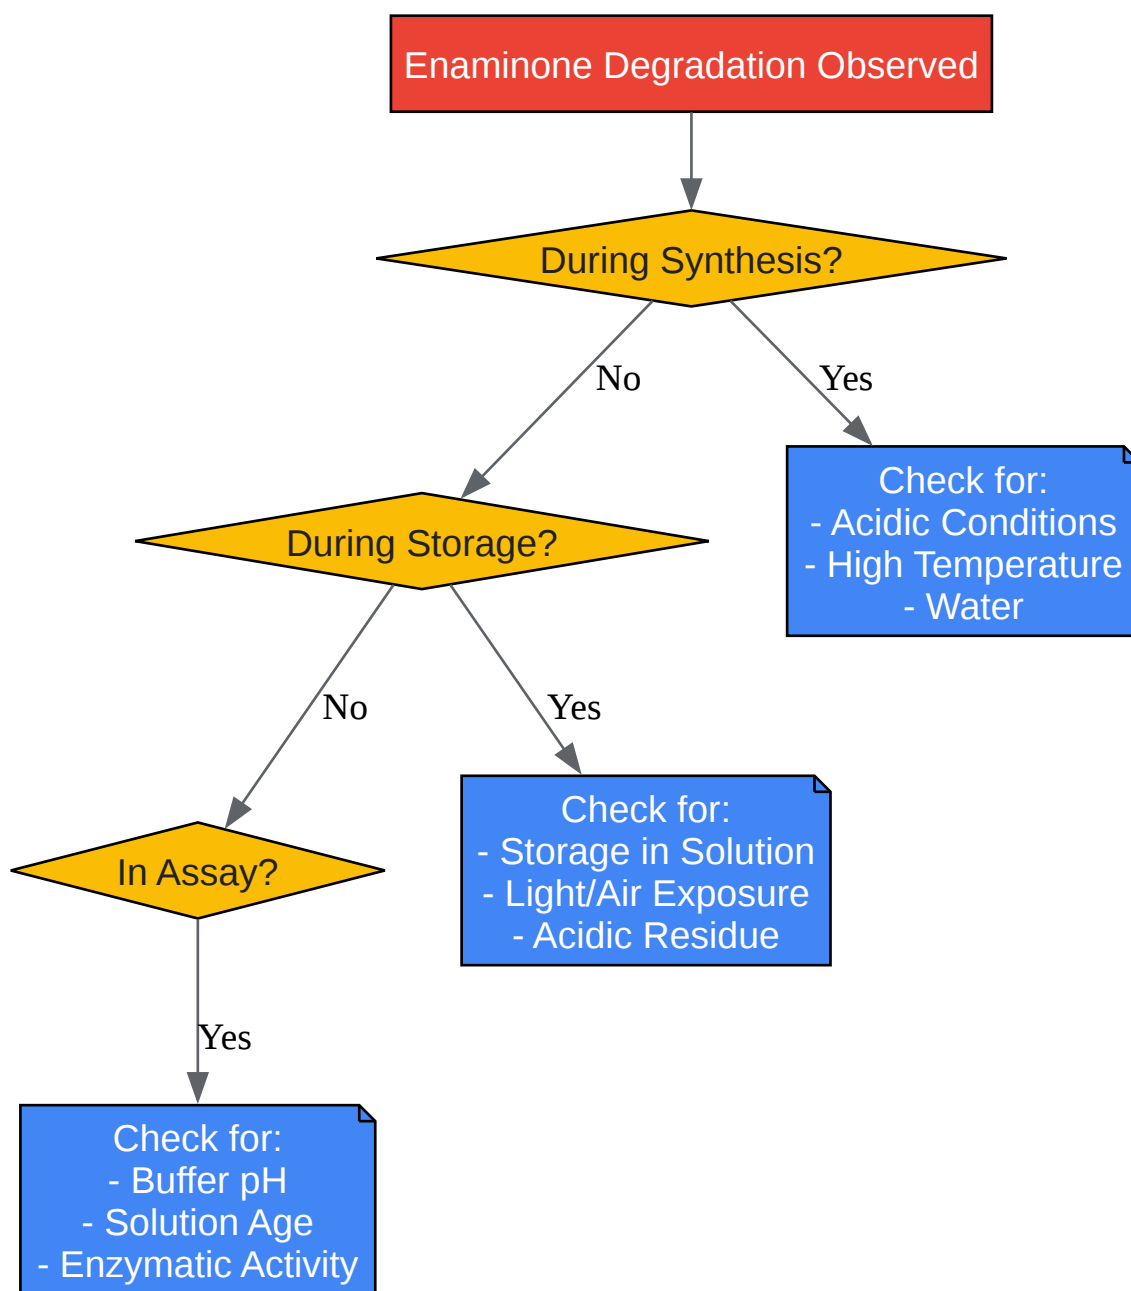 Enaminone Degradation Observed
During Synthesis?
No
Yes
Check for:
- Acidic Conditions
- High Temperature
- Water
During Storage?
No
Yes
Check for:
- Storage in Solution
- Light/Air Exposure
- Acidic Residue
In Assay?
Yes
Check for:
- Buffer pH
- Solution Age
- Enzymatic Activity